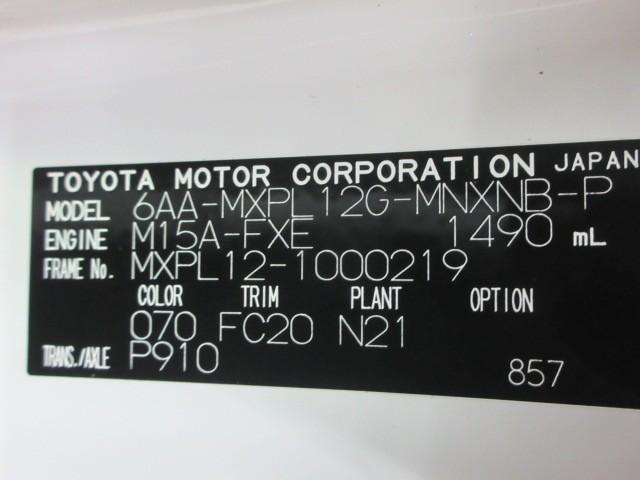 TOYOTA MOTOR CORPORATION JAPAN
MODEL 6AA-MXPL12G-MNXNB-P
ENGINE M15A-FXE 1490 mL
FRAME No. MXPL12-1000219
COLOR TRIM PLANT OPTION
070 FC20 N21
TRANS./AXLE P910
857